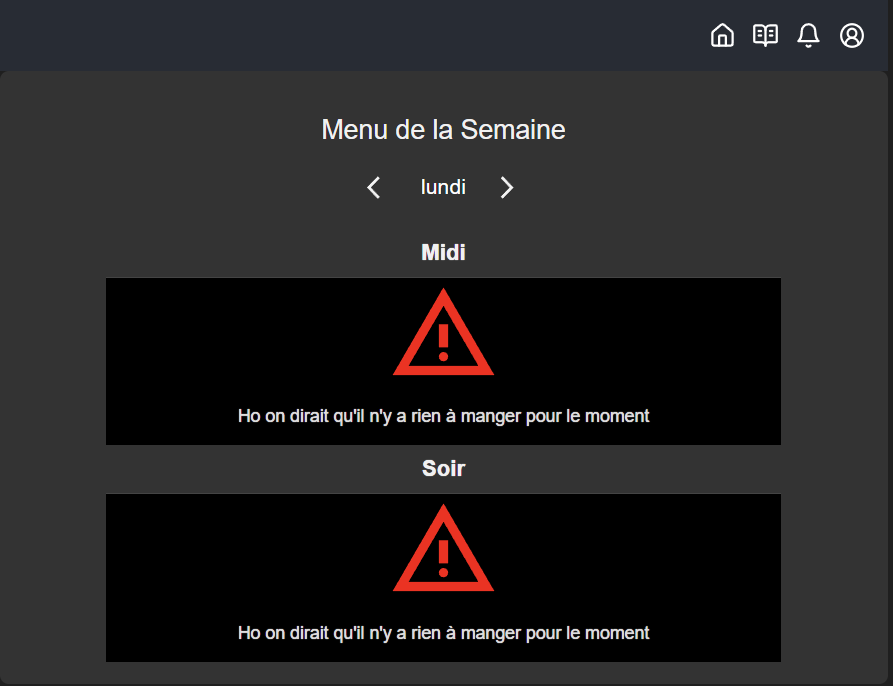 Menu de la Semaine
lundi
Midi
Ho on dirait qu'il n'y a rien à manger pour le moment
Soir
Ho on dirait qu'il n'y a rien à manger pour le moment